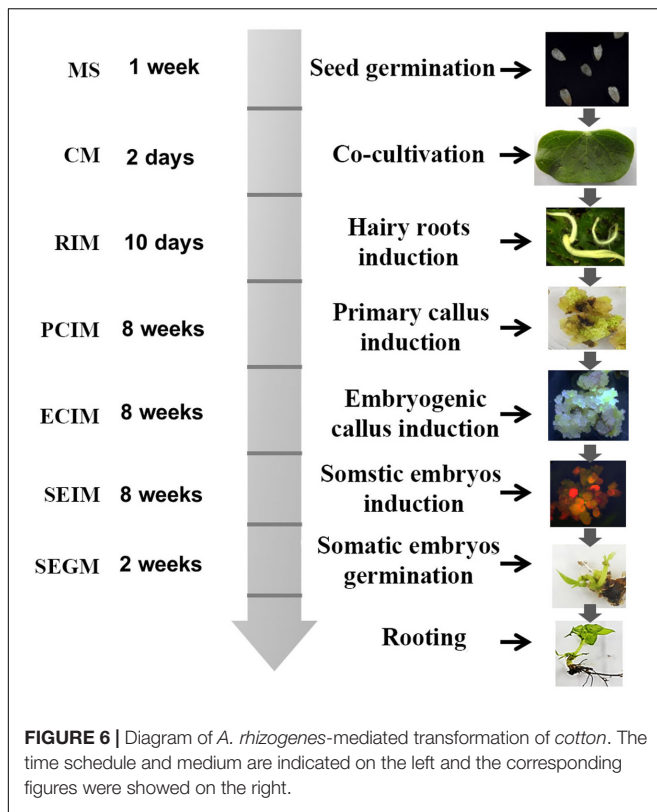 MS 1 week Seed germination
CM 2 days Co-cultivation
RIM 10 days Hairy roots
induction
PCIM 8 weeks Primary callus
induction
ECIM 8 weeks Embryogenic
callus induction
SEIM 8 weeks Somstic embryos
induction
SEGM 2 weeks Somatic embryos
germination
Rooting
FIGURE 6 | Diagram of A. rhizogenes-mediated transformation of cotton. The
time schedule and medium are indicated on the left and the corresponding
figures were showed on the right.